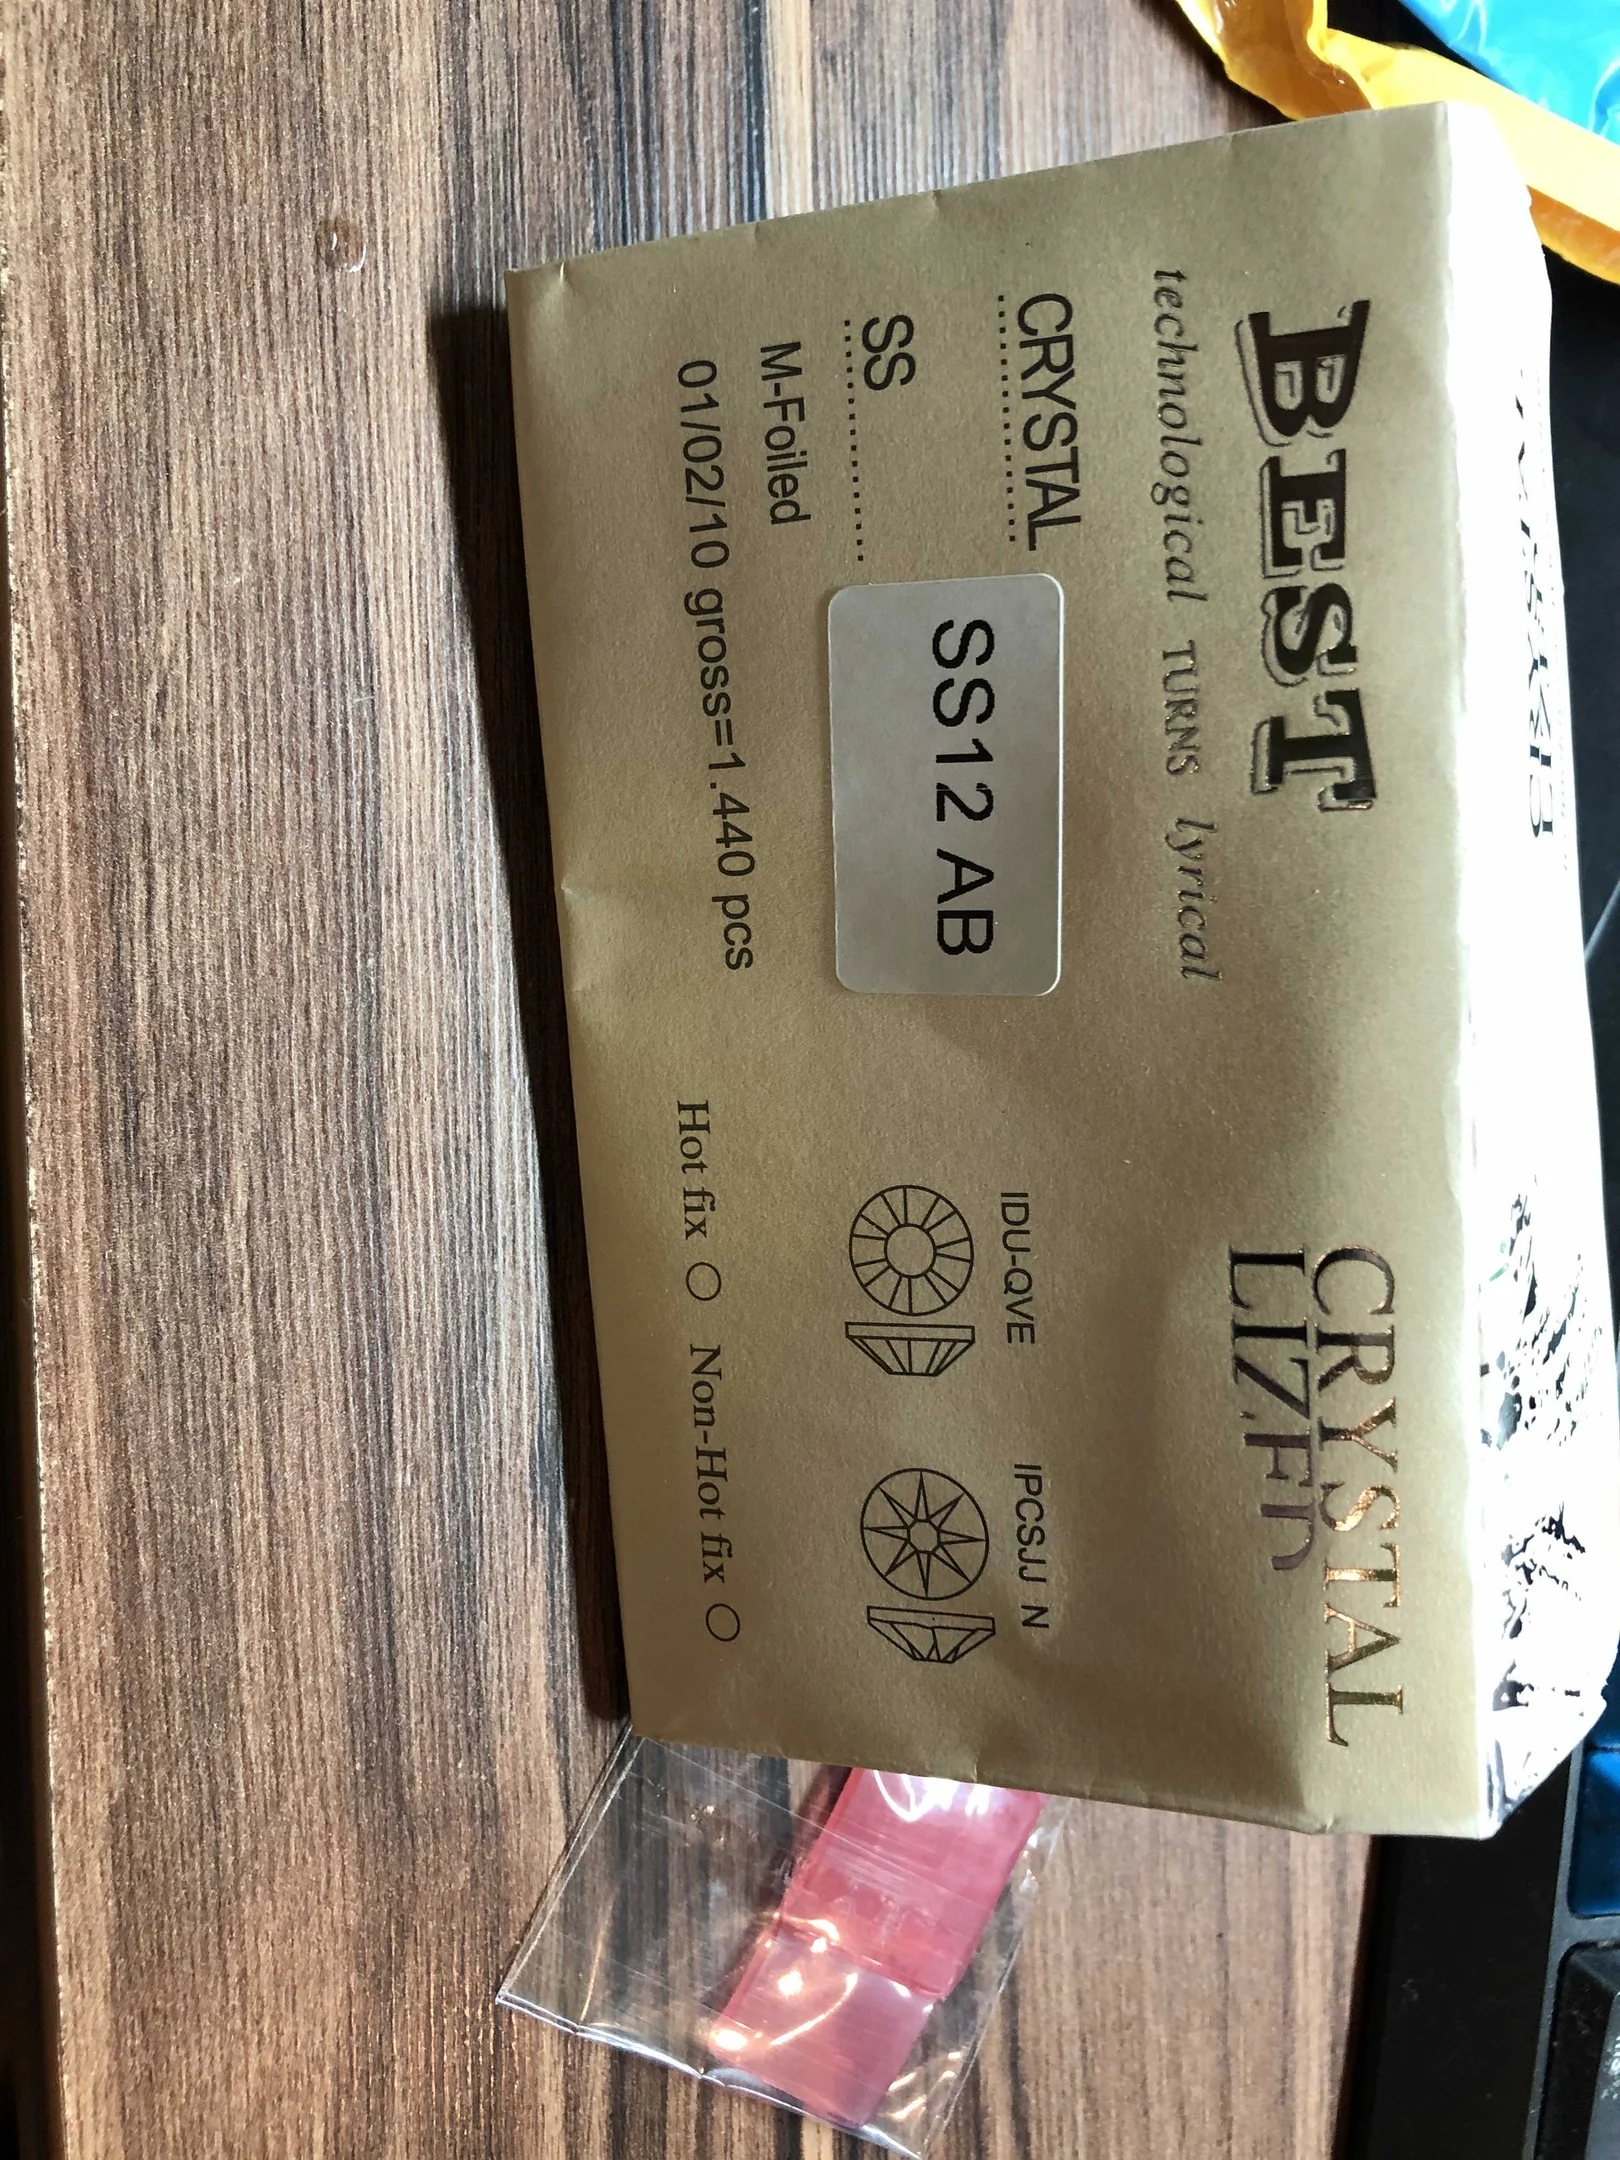 BEST
technological TURNS lyrical
CRYSTAL
LIZED
CRYSTAL
SS
SS12 AB
M-Foiled
01/02/10 gross=1.440 pcs
IDU-QVE
IPCSJJ N
Hot fix
Non-Hot fix